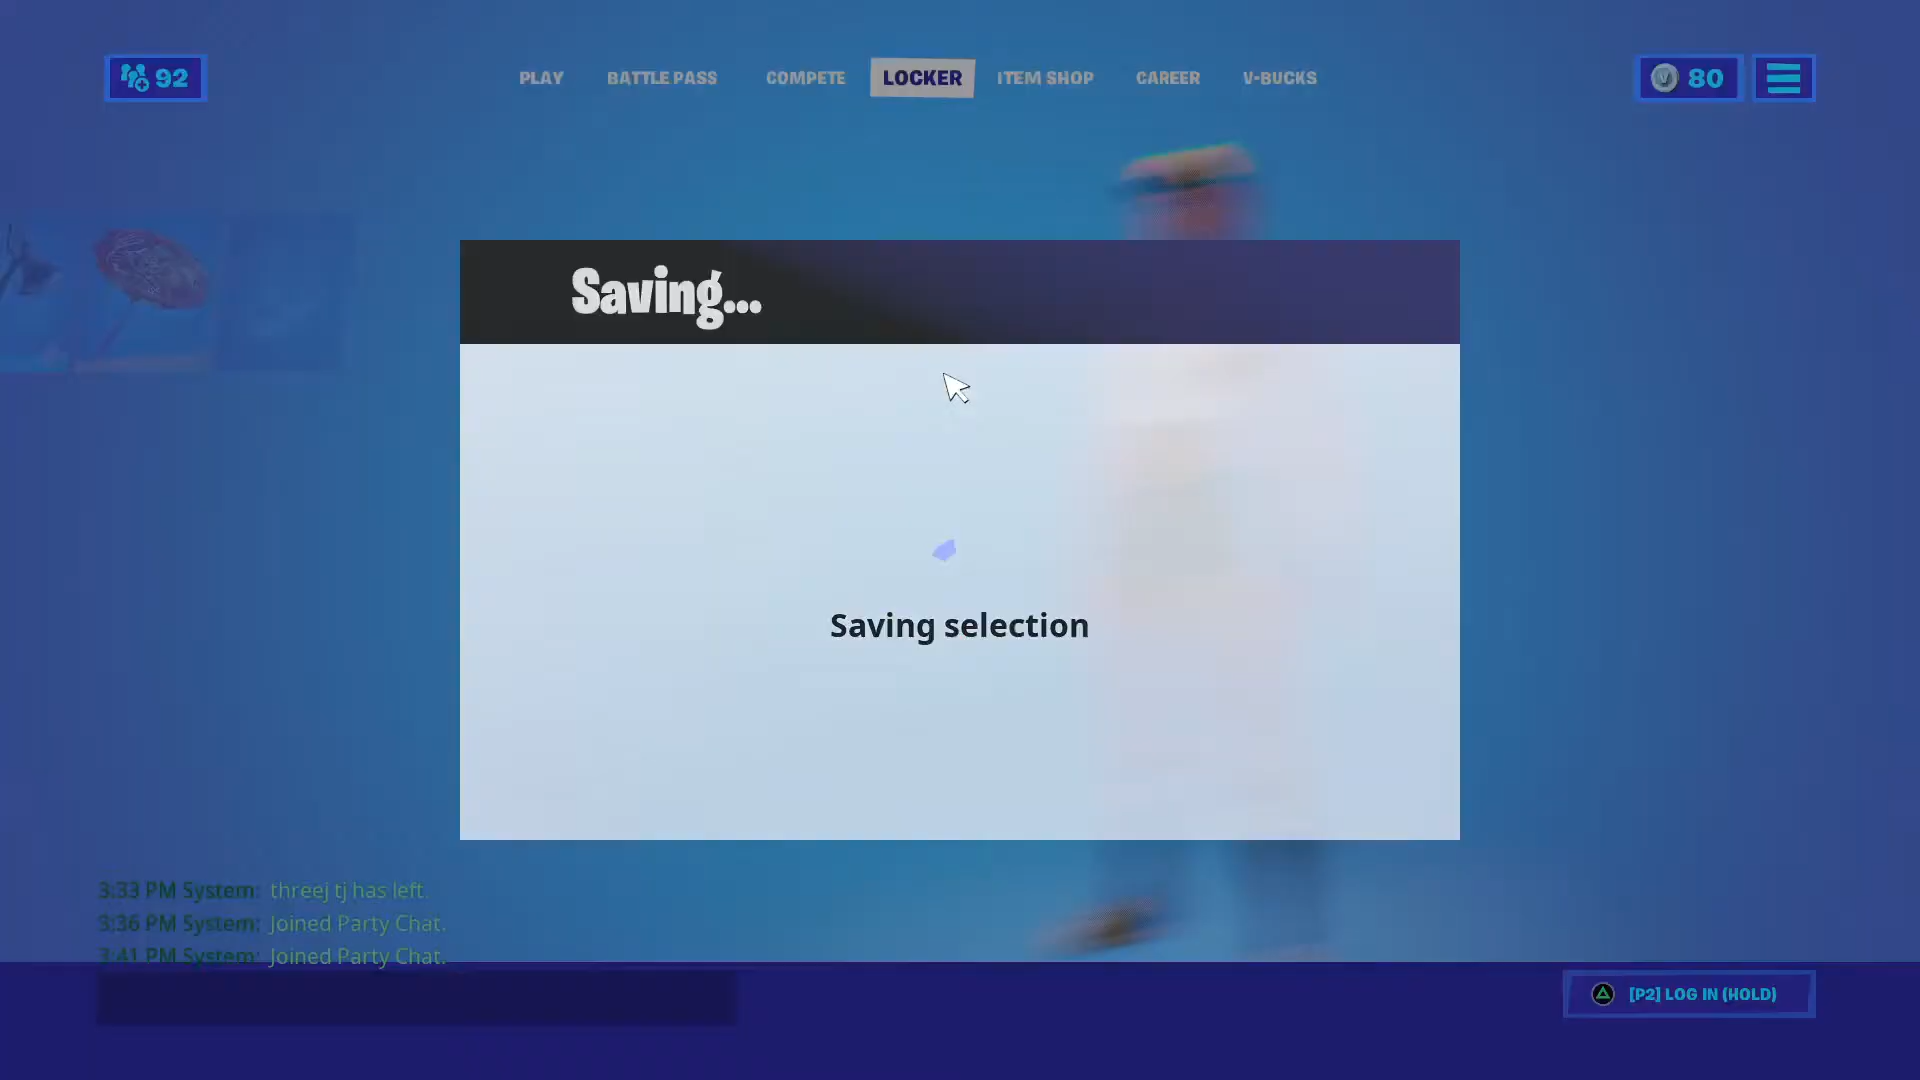 92
PLAY
BATTLE PASS
COMPETE
LOCKER
ITEM SHOP
CAREER
V-BUCKS
80
Saving...
Saving selection
3:33 PM System: threej tj has left.
3:36 PM System: Joined Party Chat.
3:41 PM System: Joined Party Chat.
[P2] LOG IN (HOLD)